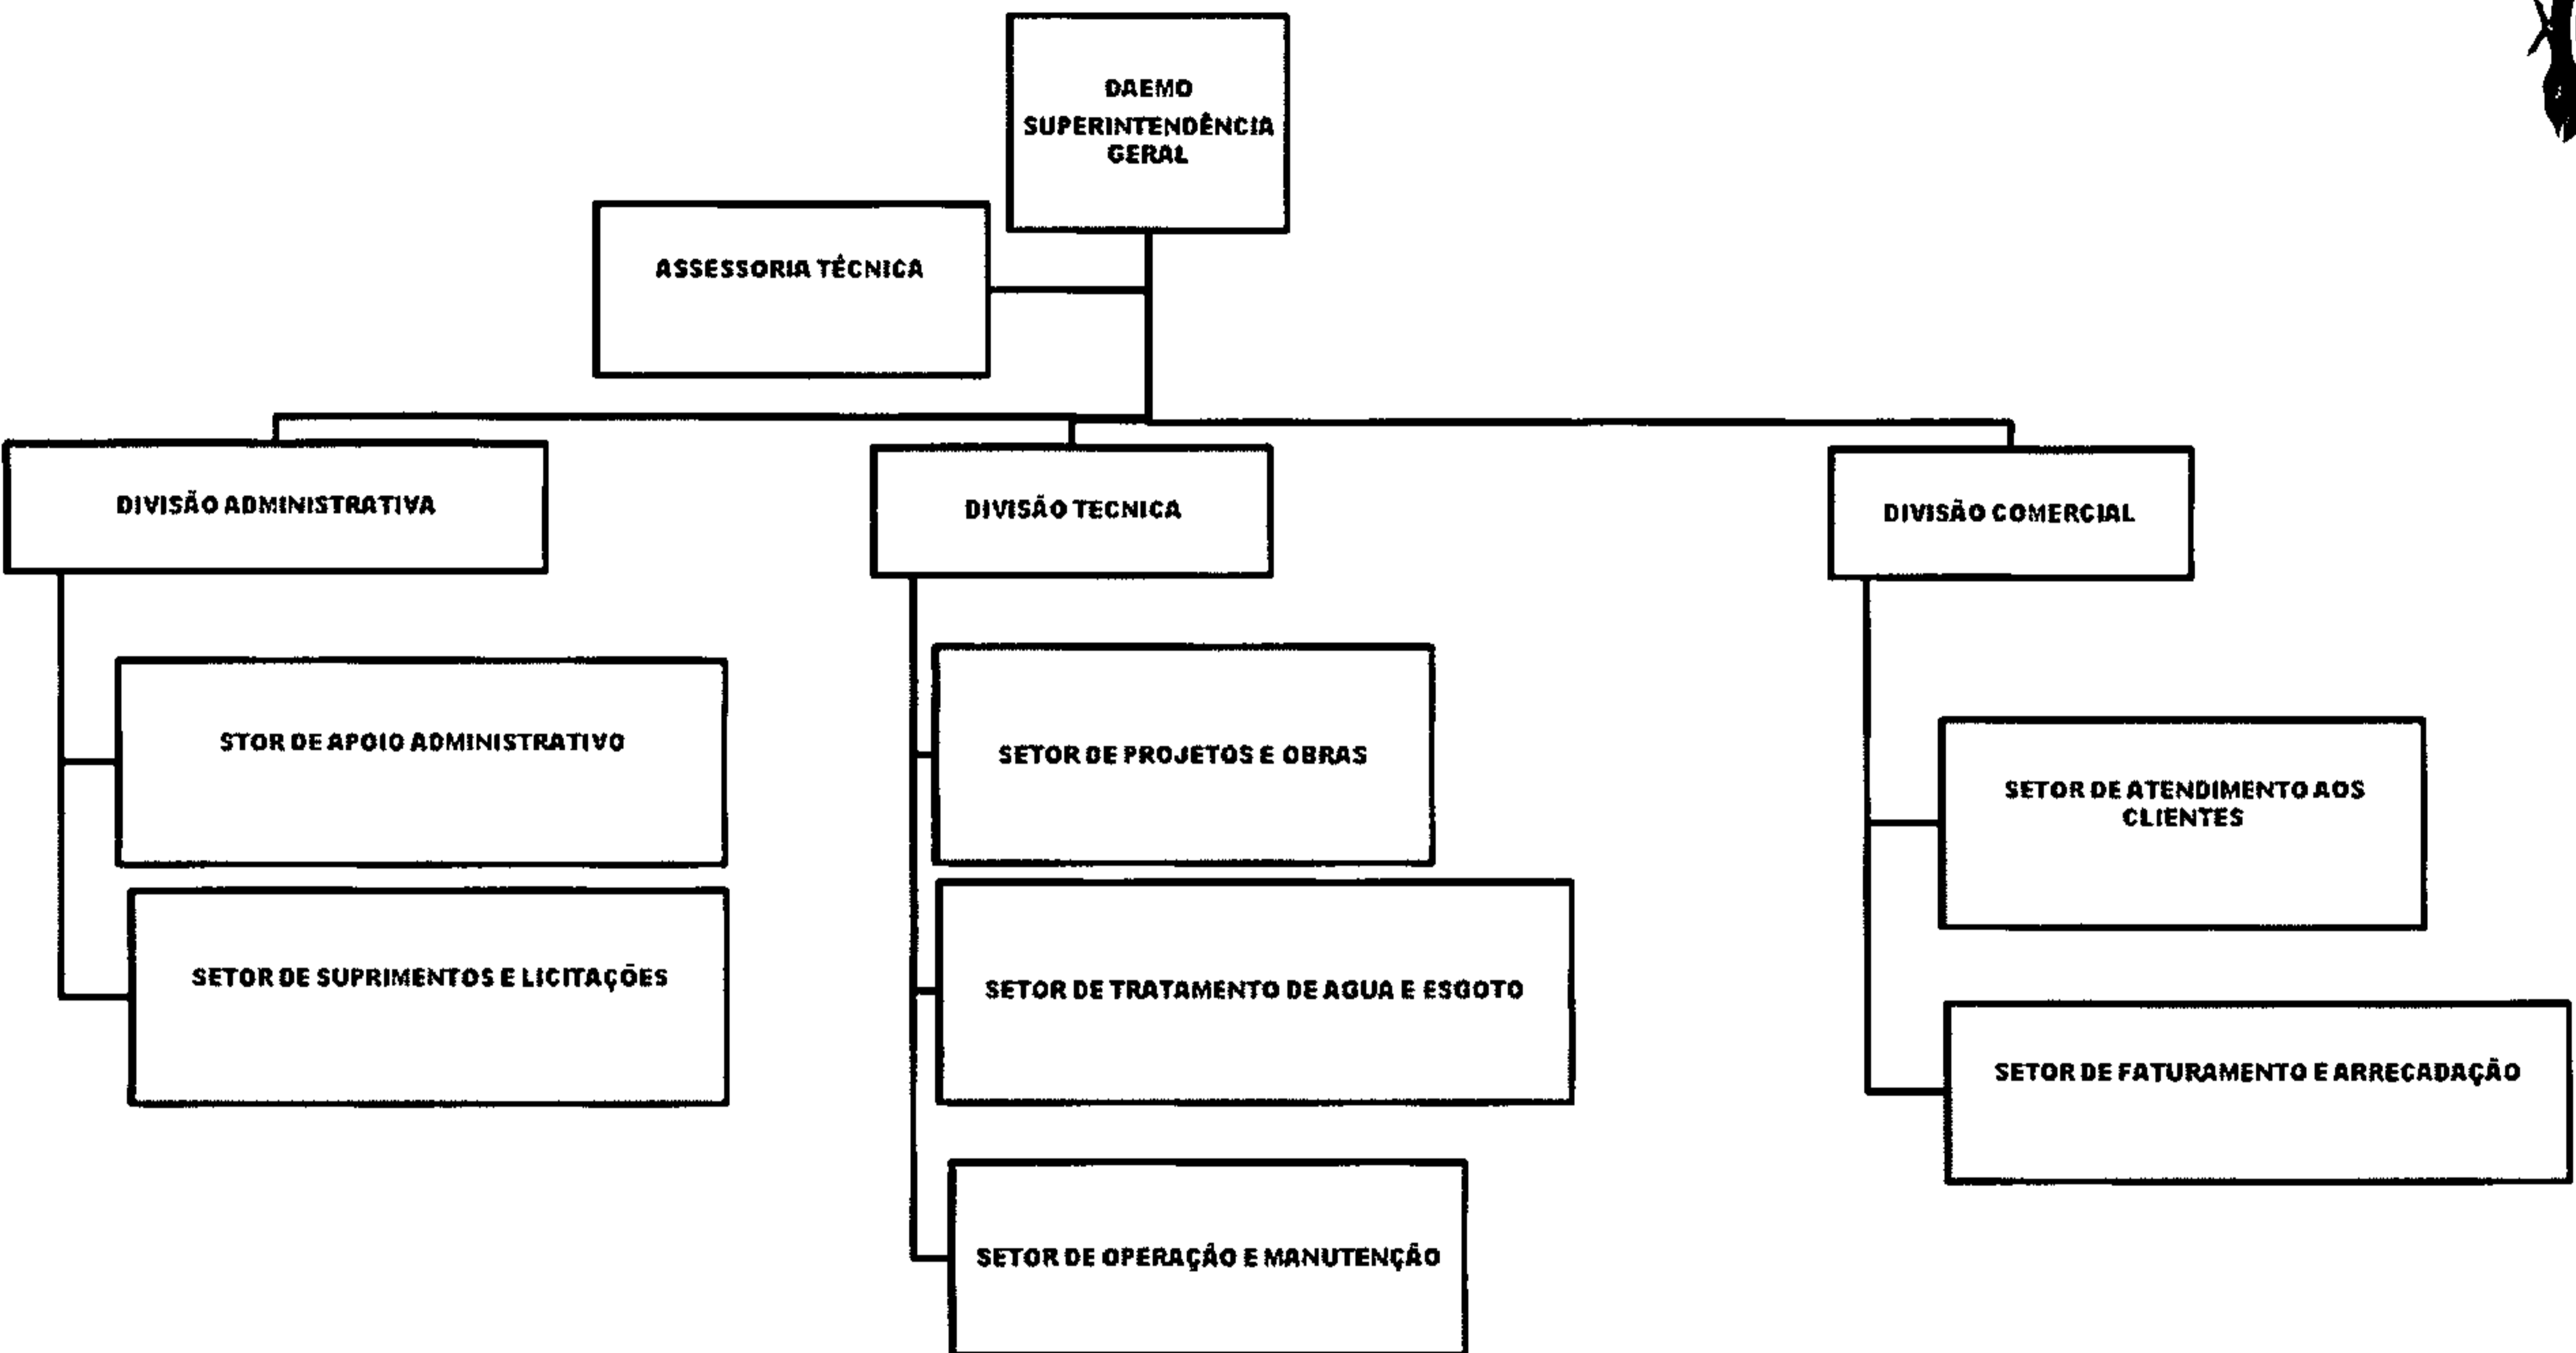 DAEMO
SUPERINTENDÊNCIA
GERAL
ASSESSORIA TÉCNICA
DIVISÃO ADMINISTRATIVA
DIVISÃO TECNICA
DIVISÃO COMERCIAL
STOR DE APOIO ADMINISTRATIVO
SETOR DE SUPRIMENTOS E LICITAÇÕES
SETOR DE PROJETOS E OBRAS
SETOR DE TRATAMENTO DE AGUA E ESGOTO
SETOR DE OPERAÇÃO E MANUTENÇÃO
SETOR DE ATENDIMENTO AOS
CLIENTES
SETOR DE FATURAMENTO E ARRECADAÇÃO